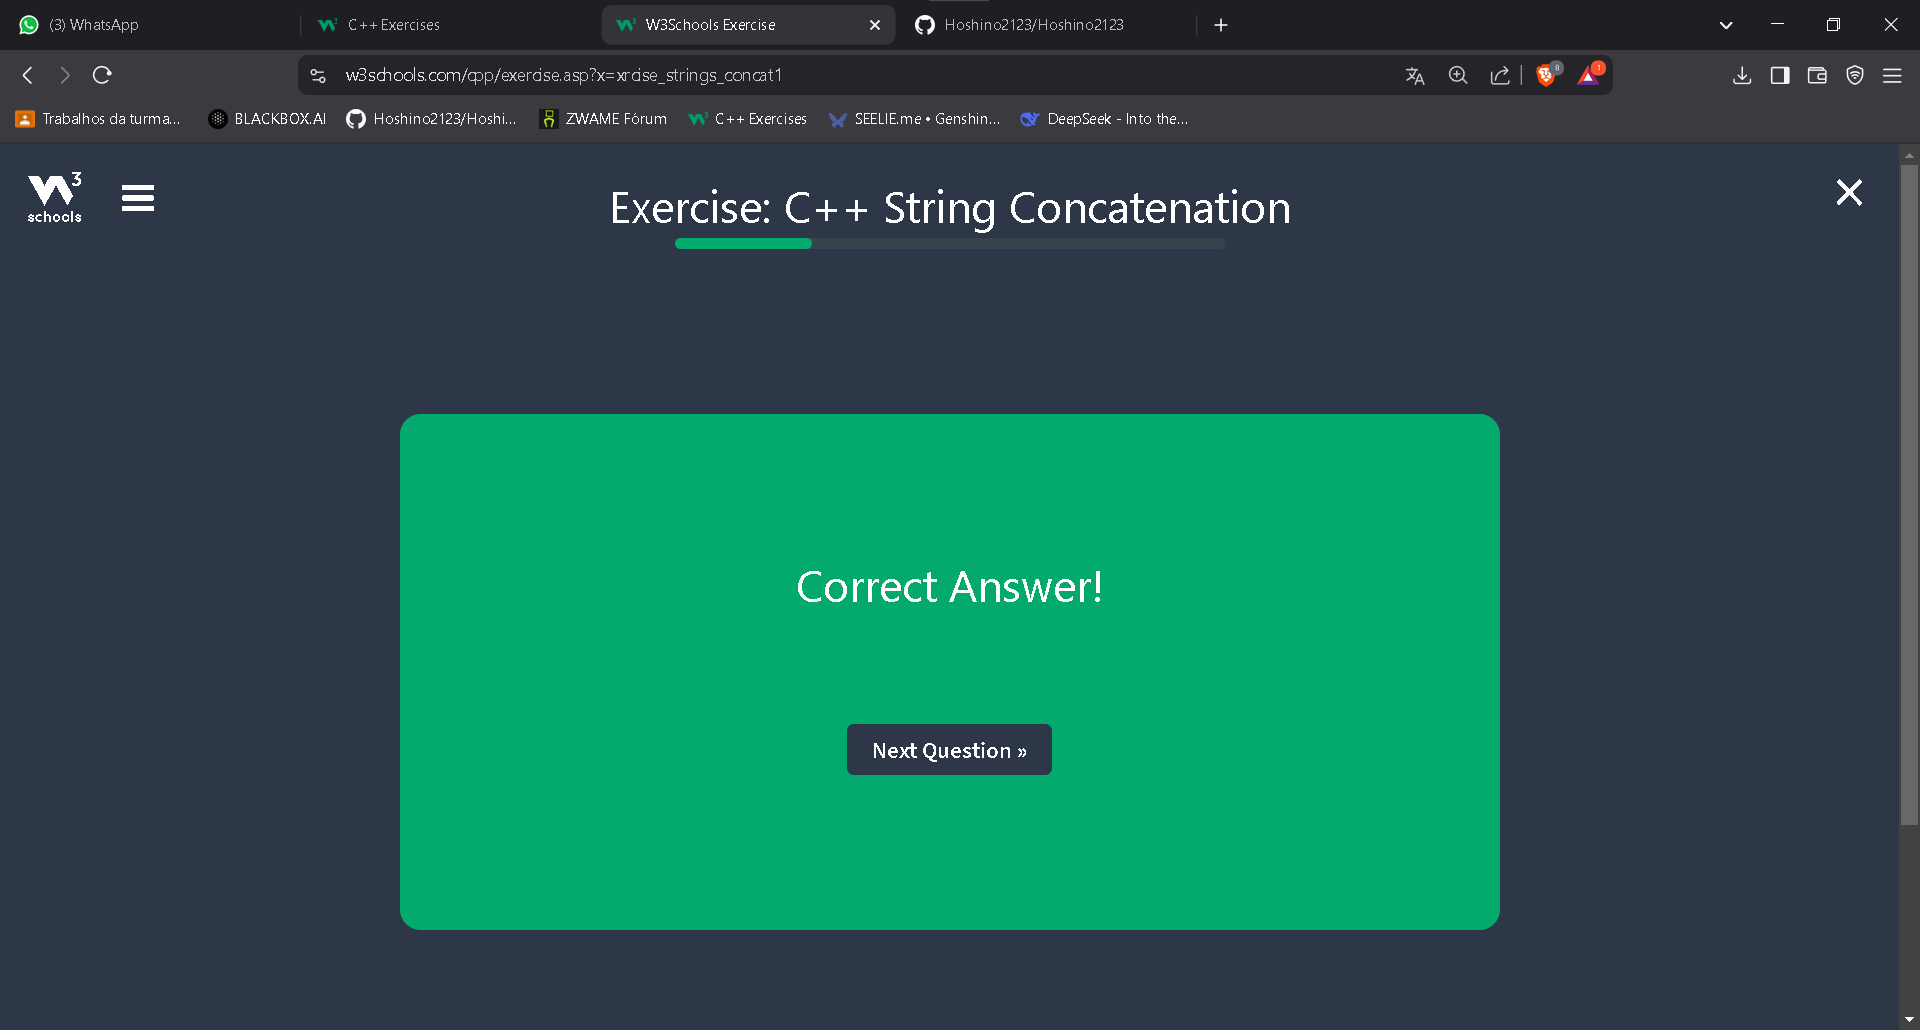 (3) WhatsApp
C++ Exercises
W3Schools Exercise
Hoshino2123/Hoshino2123
w3schools.com/cpp/exercise.asp?x=xrcise_strings_concat1
8
1
Trabalhos da turma...
BLACKBOX.AI
Hoshino2123/Hoshi...
ZWAME Fórum
C++ Exercises
SEELIE.me • Genshin...
DeepSeek - Into the...
3
schools
Exercise: C++ String Concatenation
Correct Answer!
Next Question »